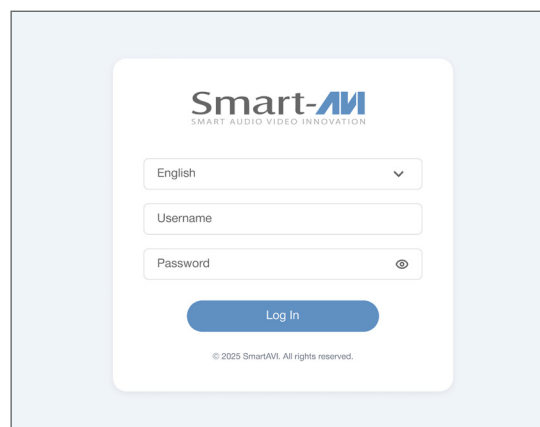 Smart-AVI
SMART AUDIO VIDEO INNOVATION
English
Username
Password
Log In
© 2025 SmartAVI. All rights reserved.